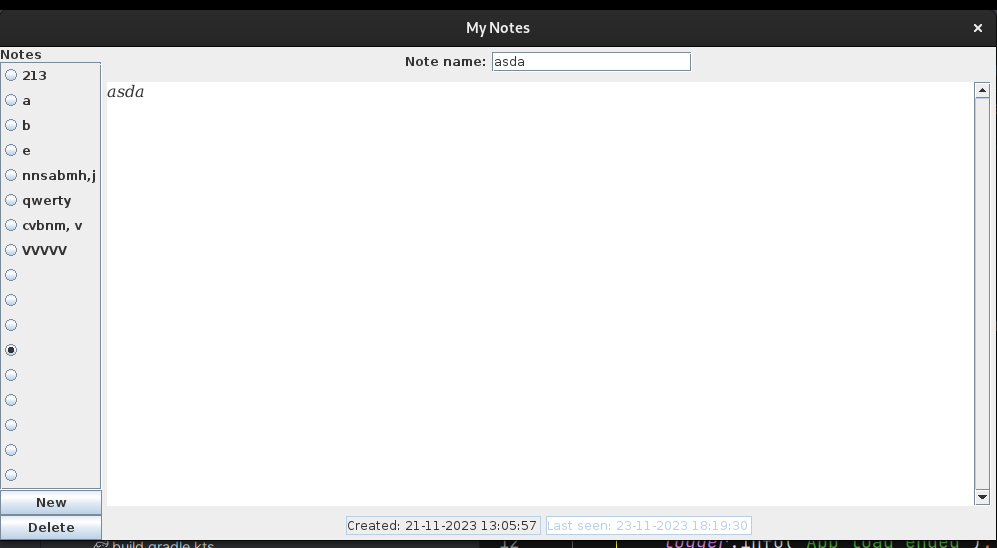 My Notes
Notes
Note name: asda
213
a
b
e
nnsabmh,j
qwerty
cvbnm, v
VVVVV
asda
New
Delete
Created: 21-11-2023 13:05:57
Last seen: 23-11-2023 18:19:30
build.gradle.kts
12
logger.info("App load ended").